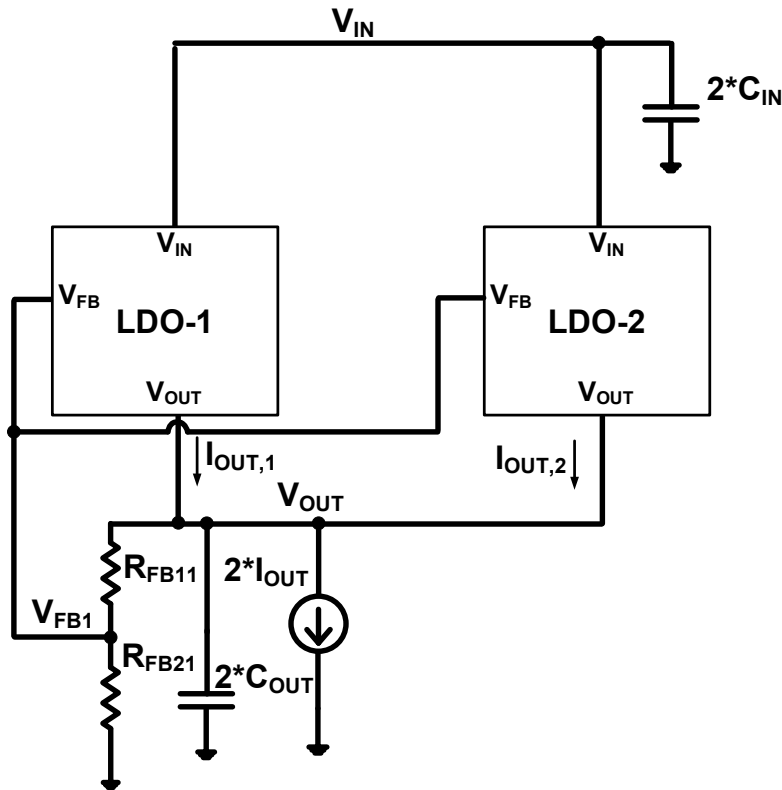 VIN
2*CIN
VIN
VIN
VFB
LDO-1
VFB
LDO-2
VOUT
VOUT
IOUT,1
IOUT,2
VOUT
RFB11
2*IOUT
VFB1
RFB21
2*COUT